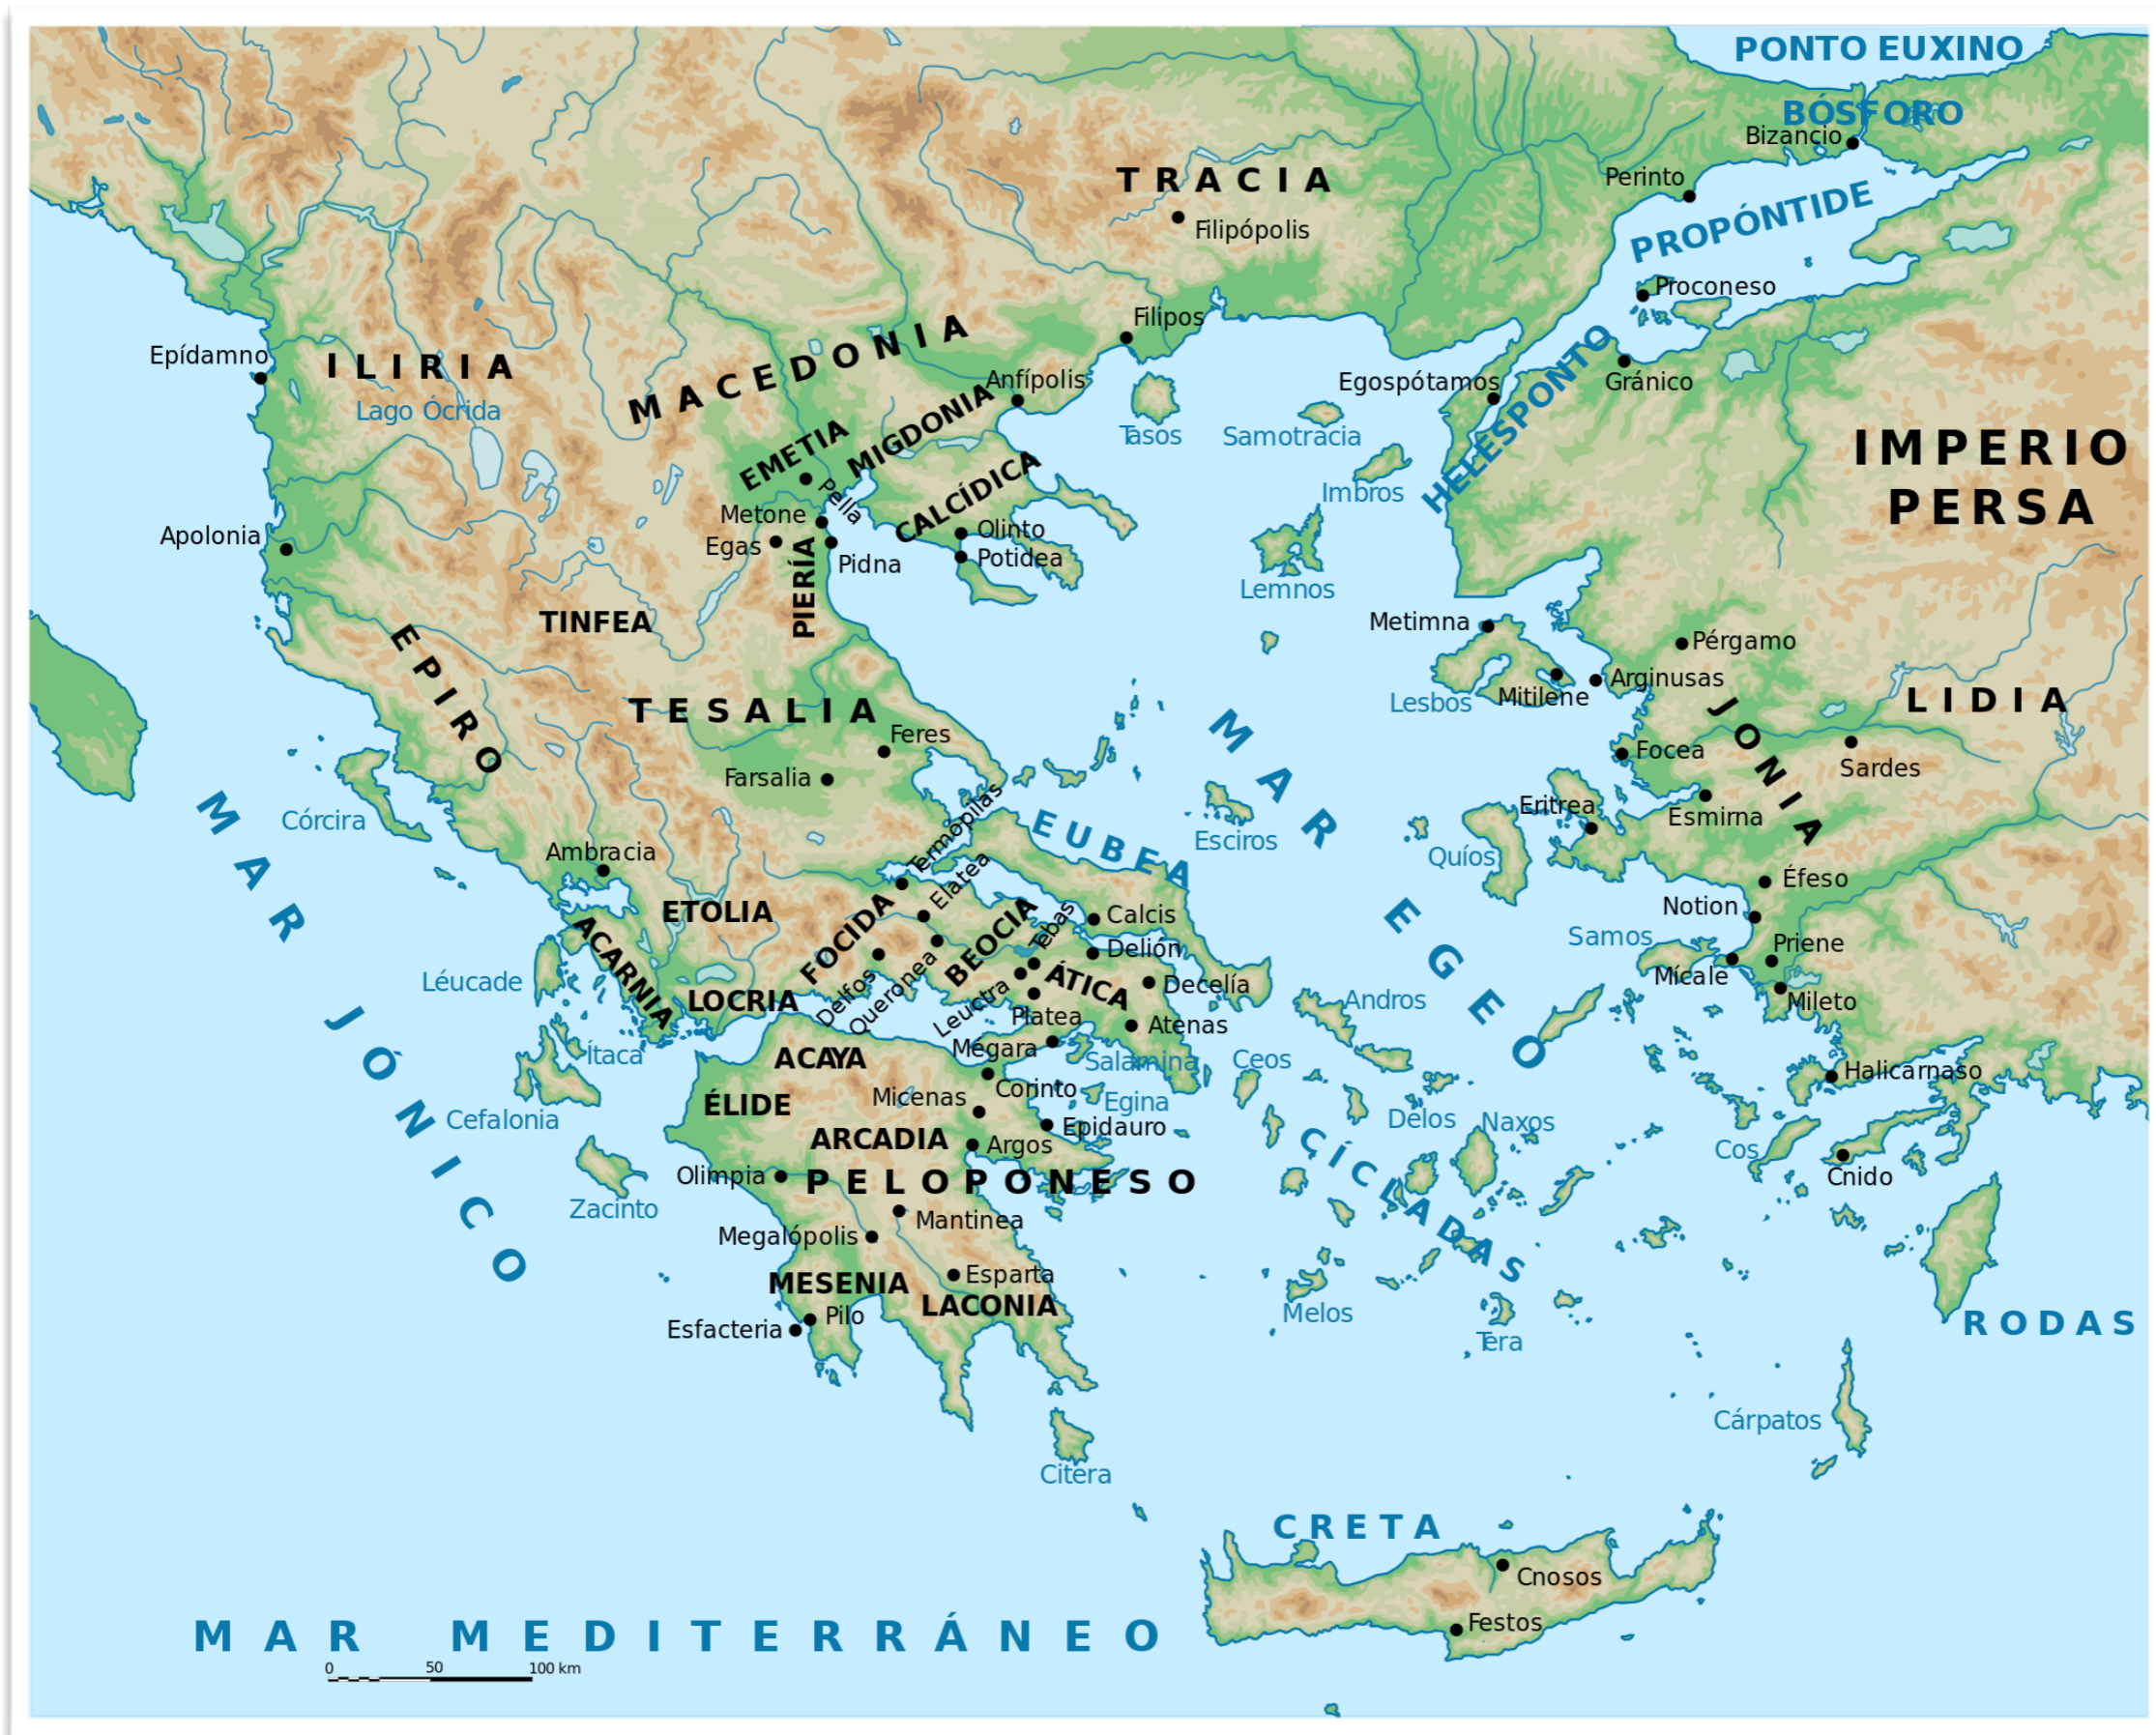 PONTO EUXINO
BÓSFORO
Bizancio
TRACIA
Perinto
PROPÓNTIDE
Filipópolis
Proconeso
Filipos
MACEDONIA
Epídamno
ILIRIA
Anfípolis
Egospótamos
HELESPONTO
Gránico
Lago Ócrida
Tasos
Samotracia
IMPERIO
PERSA
EMETIA
MIGDONIA
CALCÍDICA
Imbros
Pella
Metone
Olinto
Apolonia
Egas
Pidna
Potidea
PIERÍA
Lemnos
TINFEA
EPIRO
Metimna
Pérgamo
Arginusas
Lesbos
Mitilene
JONIA
LIDIA
TESALIA
Feres
Farsalia
MAR EGEO
Focea
Sardes
Córcira
Termopilas
EUBEA
Esciros
Eritrea
Esmirna
MAR JÓNICO
Ambracia
Elatea
Quíos
Éfeso
ETOLIA
FOCIDA
BEOCIA
Tebas
Calcis
Notion
ACARNIA
Delión
Samos
Priene
Léucade
LOCRIA
Delfos
Queronea
Leuctra
ÁTICA
Decelía
Mícale
Mileto
Andros
Platea
Atenas
Ítaca
ACAYA
Mégara
Salamina
Ceos
Halicarnaso
ÉLIDE
Micenas
Corinto
Egina
Cefalonia
Epidauro
Delos
Naxos
ARCADIA
Argos
Cos
CÍCLADAS
Olimpia
PELOPONESO
Cnido
Zacinto
Mantinea
Megalópolis
MESENIA
Esparta
LACONIA
Melos
Esfacteria
Pilo
Tera
RODAS
Cárpatos
Citera
CRETA
Cnosos
Festos
MAR MEDITERRÁNEO
0 50 100 km